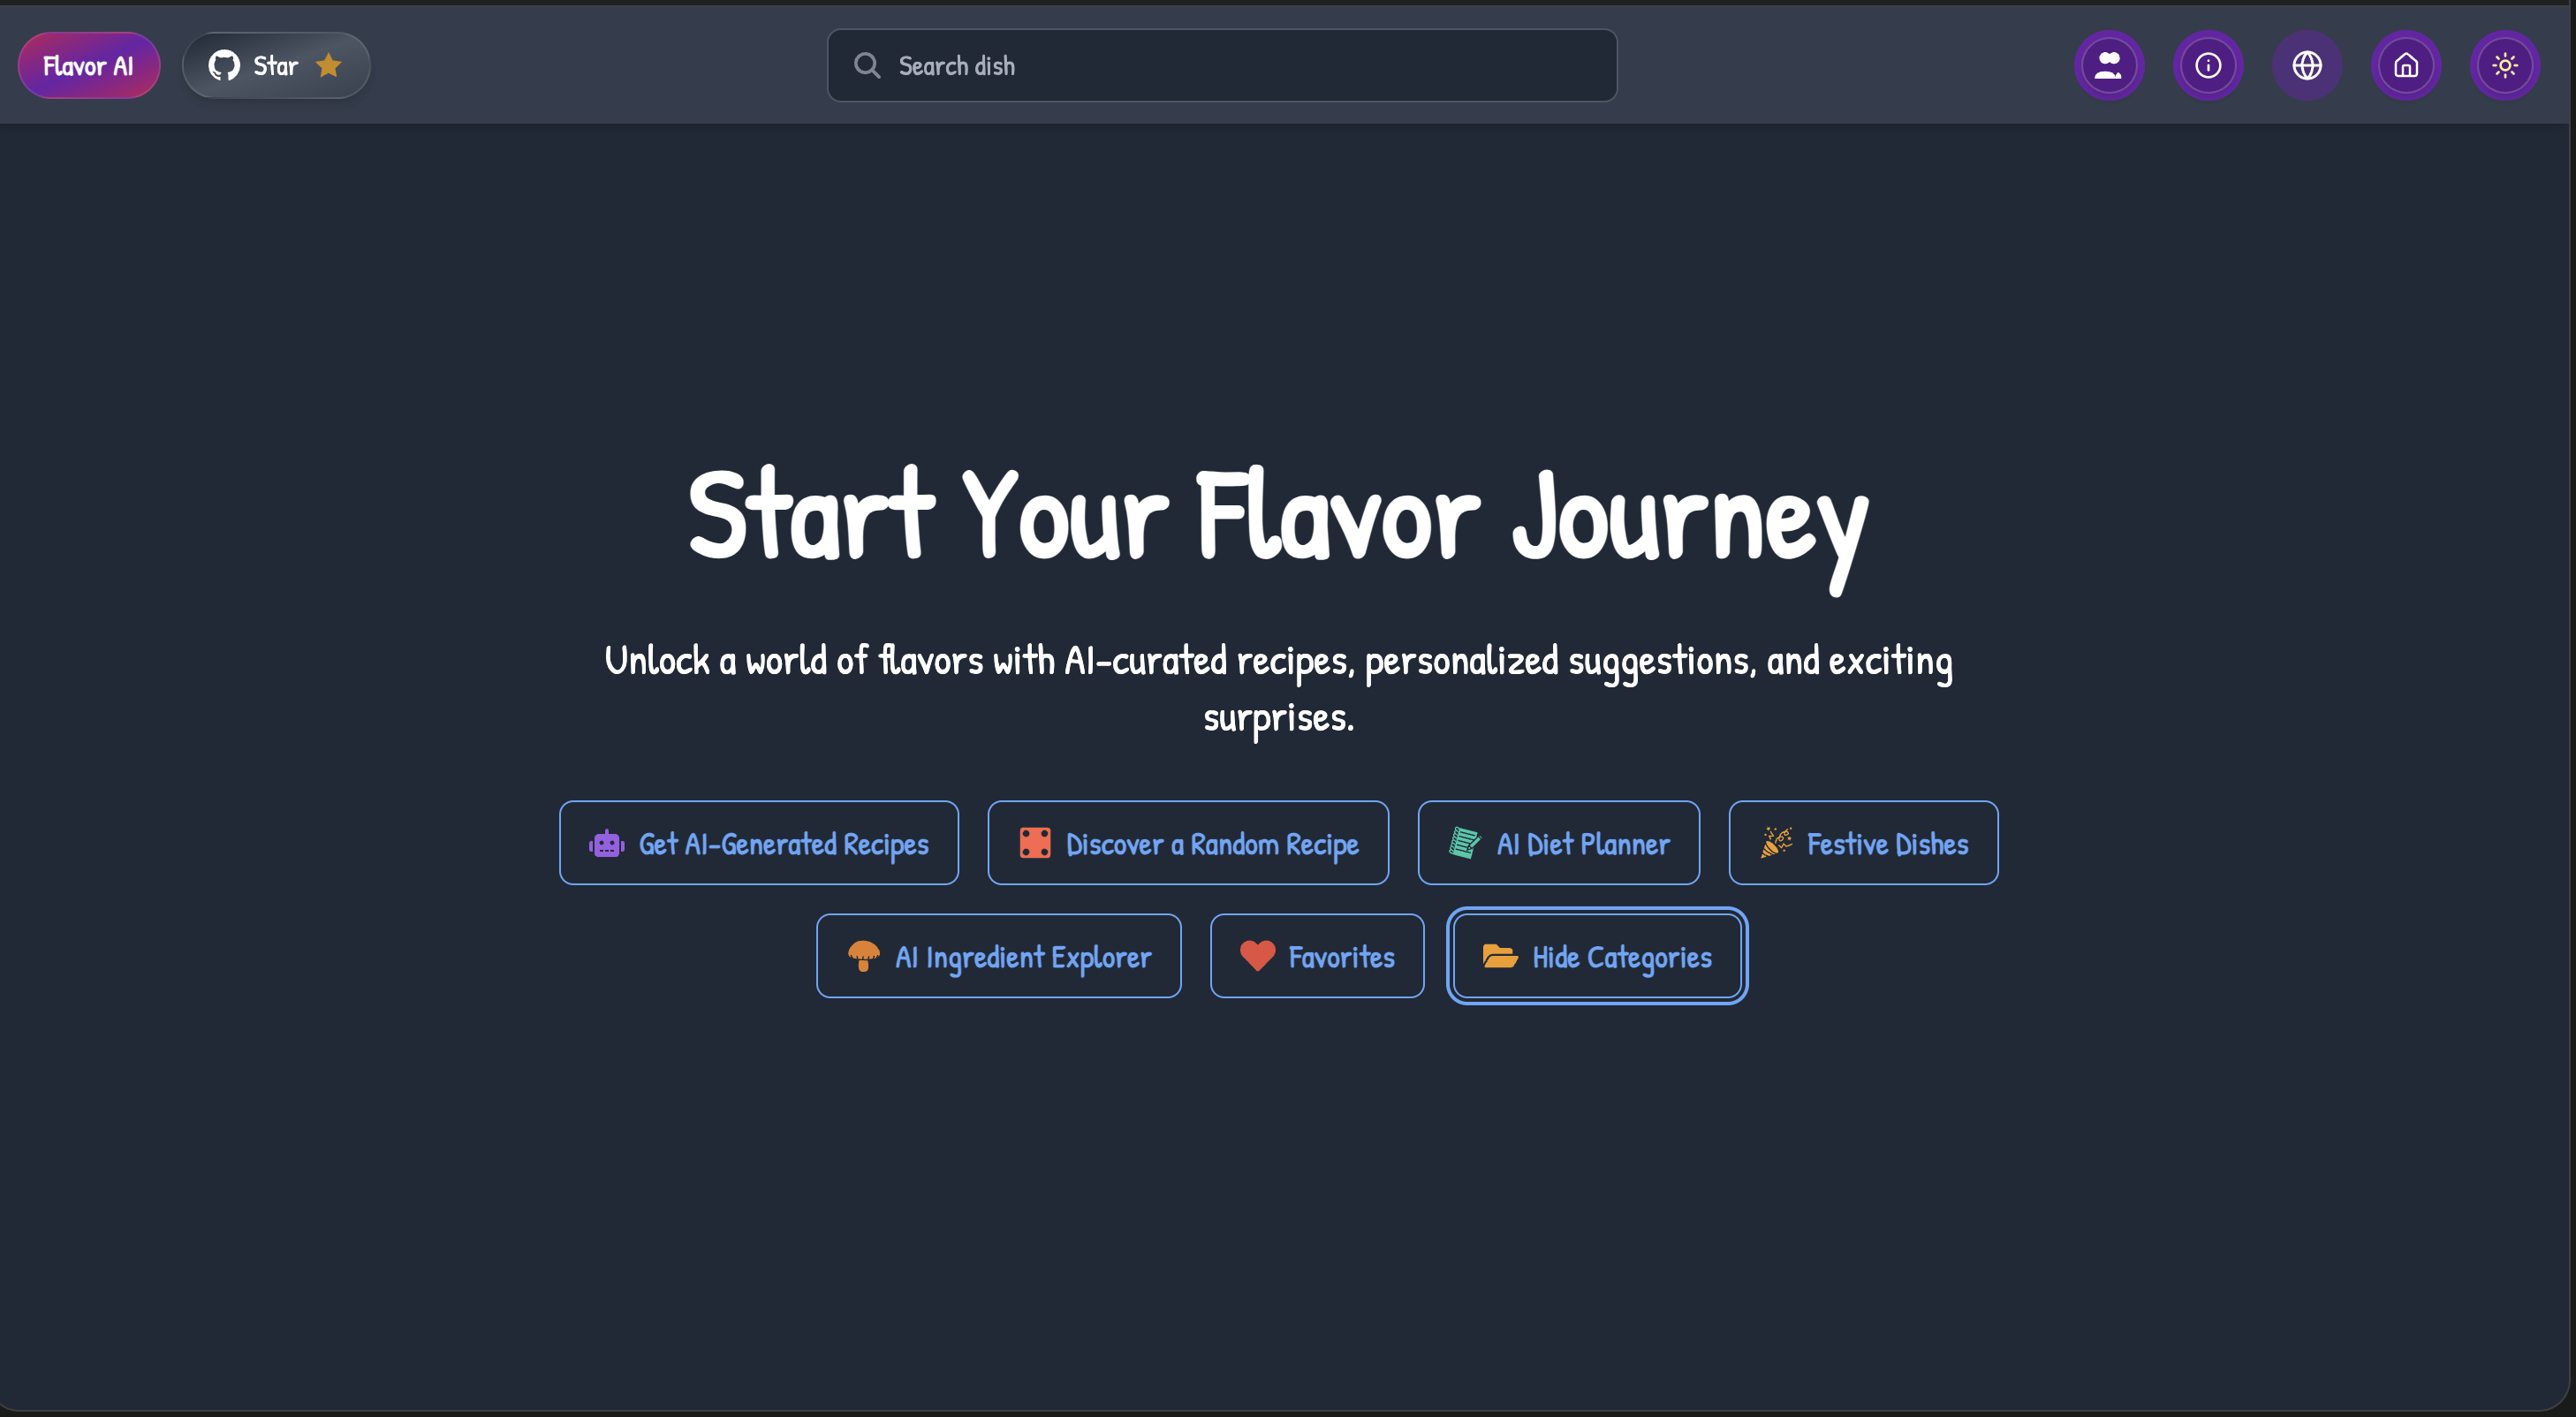 Flavor AI
Star
Search dish
Start Your Flavor Journey
Unlock a world of flavors with AI-curated recipes, personalized suggestions, and exciting
surprises.
Get AI-Generated Recipes
Discover a Random Recipe
AI Diet Planner
Festive Dishes
AI Ingredient Explorer
Favorites
Hide Categories